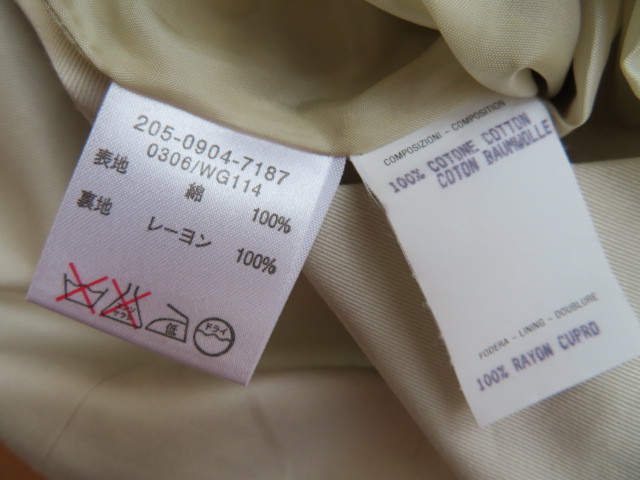 205-0904-7187
0306/WG114
表地 綿 100%
裏地 レーヨン 100%
低
ドライ
COMPOSIZIONI - COMPOSITION
100% COTONE COTTON
COTON BAUMWOLLE
FODERA - LINING - DOUBLURE
100% RAYON CUPRO